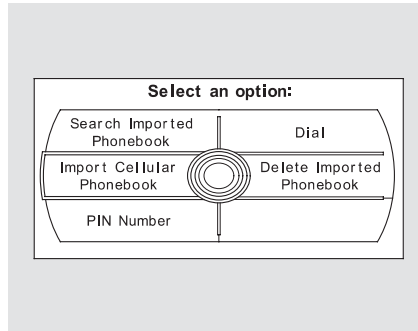 Select an option:
Search Imported
Phonebook
Dial
Import Cellular
Phonebook
Delete Imported
Phonebook
PIN Number